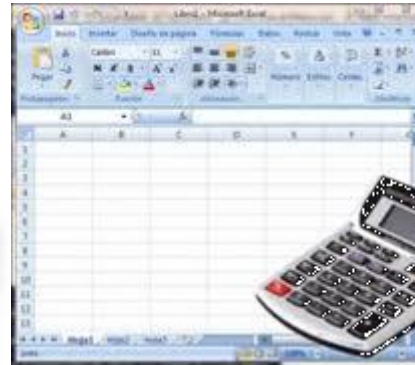 Libro1 - Microsoft Excel
Inicio Insertar Diseño de página Fórmulas Datos Revisar Vista
Calibri 11
Pegar N K S A A Número Estilos Celdas
Portapapeles Fuente Alineación
A1 fx
A B C D E F
1
2
3
4
5
6
7
8
9
10
11
12
13
Hoja1 Hoja2 Hoja3
Listo 100%